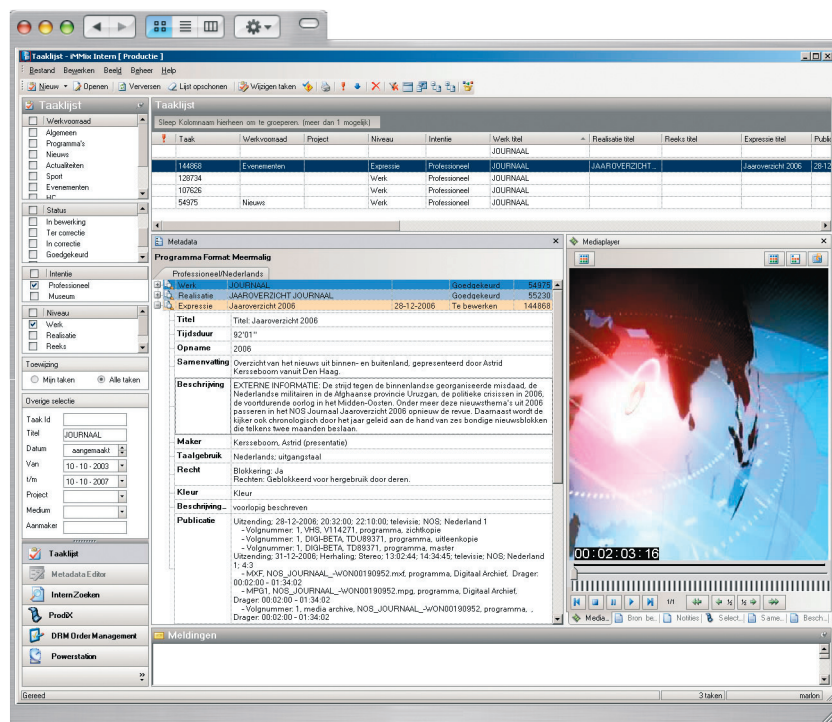 Taaklijst - iMMix Intern [ Productie ]
Bestand Bewerken Beeld Beheer Help
Nieuw Openen Verversen Lijst opschonen Wijzigen taken
Taaklijst
Werkvoorraad
Algemeen
Programma's
Nieuws
Actualiteiten
Sport
Evenementen
Status
In bewerking
Ter correctie
In correctie
Goedgekeurd
Intentie
Professioneel
Museum
Niveau
Werk
Realisatie
Reeks
Toewijzing
Mijn taken Alle taken
Overige selectie
Taak Id
Titel JOURNAAL
Datum aangemaakt
Van 10-10-2003
t/m 10-10-2007
Project
Medium
Aanmaker
Taaklijst
Metadata Editor
Intern Zoeken
ProdiX
DRM Order Management
Powerstation
Taaklijst
Sleep Kolomnaam hierheen om te groeperen. (meer dan 1 mogelijk)
Taak Werkvoorraad Project Niveau Intentie Werk titel Realisatie titel Reeks titel Expressie titel Public
JOURNAAL
144868 Evenementen Expressie Professioneel JOURNAAL JAAROVERZICHT... Jaaroverzicht 2006 28-12
128734 Werk Professioneel JOURNAAL
107626 Werk Professioneel JOURNAAL
54975 Nieuws Werk Professioneel JOURNAAL
Metadata
Programma Format Meermalig
Professioneel/Nederlands
Werk JOURNAAL Goedgekeurd 54975
Realisatie JAAROVERZICHT JOURNAAL Goedgekeurd 55230
Expressie Jaaroverzicht 2006 28-12-2006 Te bewerken 144868
Titel Titel: Jaaroverzicht 2006
Tijdsduur 92'01"
Opname 2006
Samenvatting Overzicht van het nieuws uit binnen- en buitenland, gepresenteerd door Astrid
Kersseboom vanuit Den Haag.
Beschrijving EXTERNE INFORMATIE: De strijd tegen de binnenlandse georganiseerde misdaad, de
Nederlandse militairen in de Afghaanse provincie Uruzgan, de politieke crisissen in 2006,
de voortdurende oorlog in het Midden-Oosten. Onder meer deze nieuwsthema's uit 2006
passeren in het NOS Journaal Jaaroverzicht 2006 opnieuw de revue. Daarnaast wordt de
kijker ook chronologisch door het jaar geleid aan de hand van zes bondige nieuwsblokken
die telkens twee maanden beslaan.
Maker Kersseboom, Astrid (presentatie)
Taalgebruik Nederlands; uitgangstaal
Recht Blokkering: Ja
Rechten: Geblokkeerd voor hergebruik door deren.
Kleur Kleur
Beschrijving... voorlopig beschreven
Publicatie Uitzending; 28-12-2006; 20:32:00; 22:10:00; televisie; NOS; Nederland 1
- Volgnummer: 1, VHS, V114271, programma, zichtkopie
- Volgnummer: 1, DIGI-BETA, TDU89371, programma, uitleenkopie
- Volgnummer: 1, DIGI-BETA, TD89371, programma, master
Uitzending; 31-12-2006; Herhaling; Stereo; 13:02:44; 14:34:45; televisie; NOS; Nederland
1; 4:3
- MXF, NOS_JOURNAAL_-WON00190952.mxf, programma, Digitaal Archief, Drager:
00:02:00 - 01:34:02
- MPG1, NOS_JOURNAAL_-WON00190952.mpg, programma, Digitaal Archief,
Drager: 00:02:00 - 01:34:02
- Volgnummer: 1, media archive, NOS_JOURNAAL_-WON00190952, programma, .
Drager: 00:02:00 - 01:34:02
Mediaplayer
00:02:03:16
1/1 ½ ½
Media.. Bron be.. Notities Select.. Same.. Besch..
Meldingen
Gereed 3 taken marlon